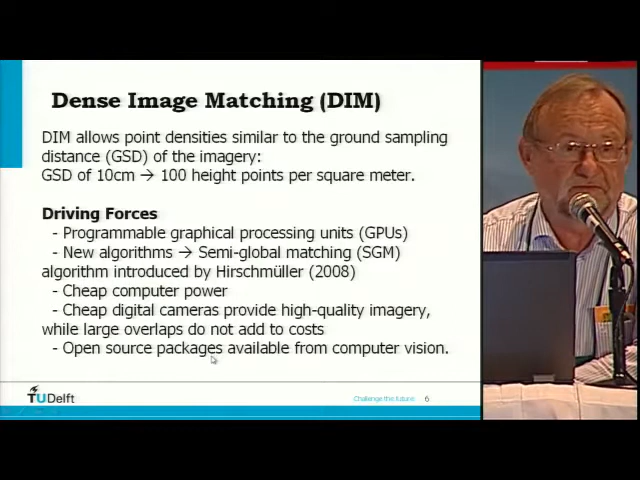 Dense Image Matching (DIM)
DIM allows point densities similar to the ground sampling
distance (GSD) of the imagery:
GSD of 10cm → 100 height points per square meter.
Driving Forces
- Programmable graphical processing units (GPUs)
- New algorithms → Semi-global matching (SGM)
algorithm introduced by Hirschmüller (2008)
- Cheap computer power
- Cheap digital cameras provide high-quality imagery,
while large overlaps do not add to costs
- Open source packages available from computer vision.
TUDelft
Challenge the future
6